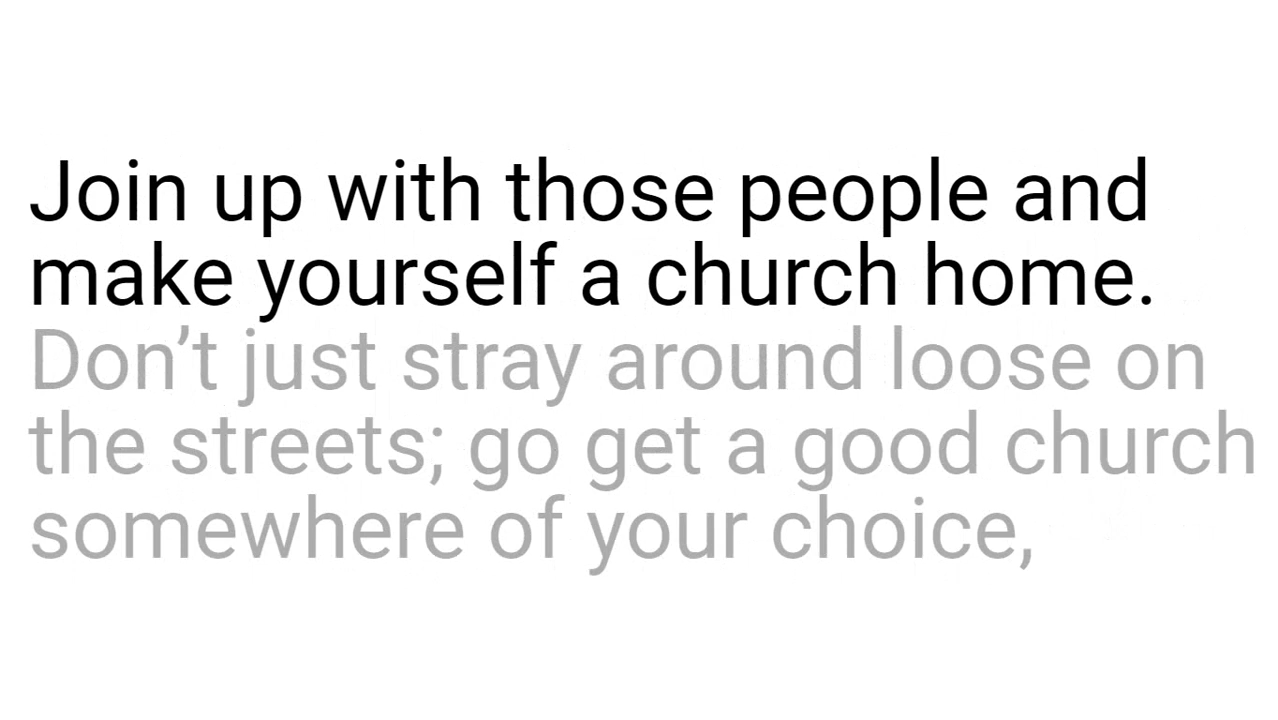 Join up with those people and
make yourself a church home.
Don’t just stray around loose on
the streets; go get a good church
somewhere of your choice,